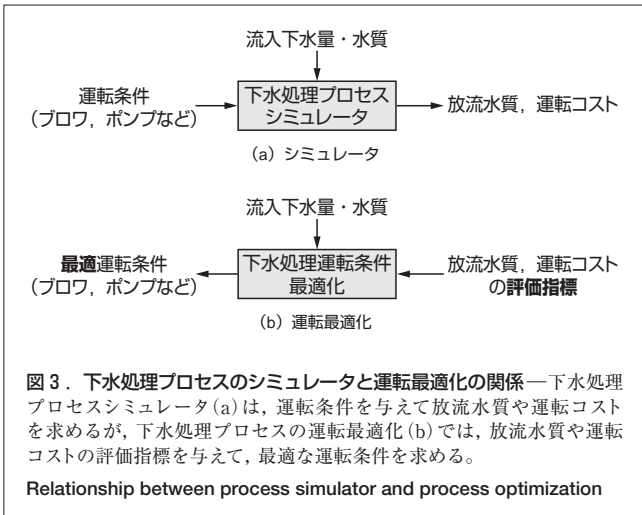 流入下水量・水質
運転条件
(ブロワ，ポンプなど)
下水処理プロセス
シミュレータ
放流水質，運転コスト
(a) シミュレータ
流入下水量・水質
最適運転条件
(ブロワ，ポンプなど)
下水処理運転条件
最適化
放流水質，運転コスト
の評価指標
(b) 運転最適化
図3．下水処理プロセスのシミュレータと運転最適化の関係―下水処理
プロセスシミュレータ(a)は，運転条件を与えて放流水質や運転コスト
を求めるが，下水処理プロセスの運転最適化(b)では，放流水質や運転
コストの評価指標を与えて，最適な運転条件を求める。
Relationship between process simulator and process optimization